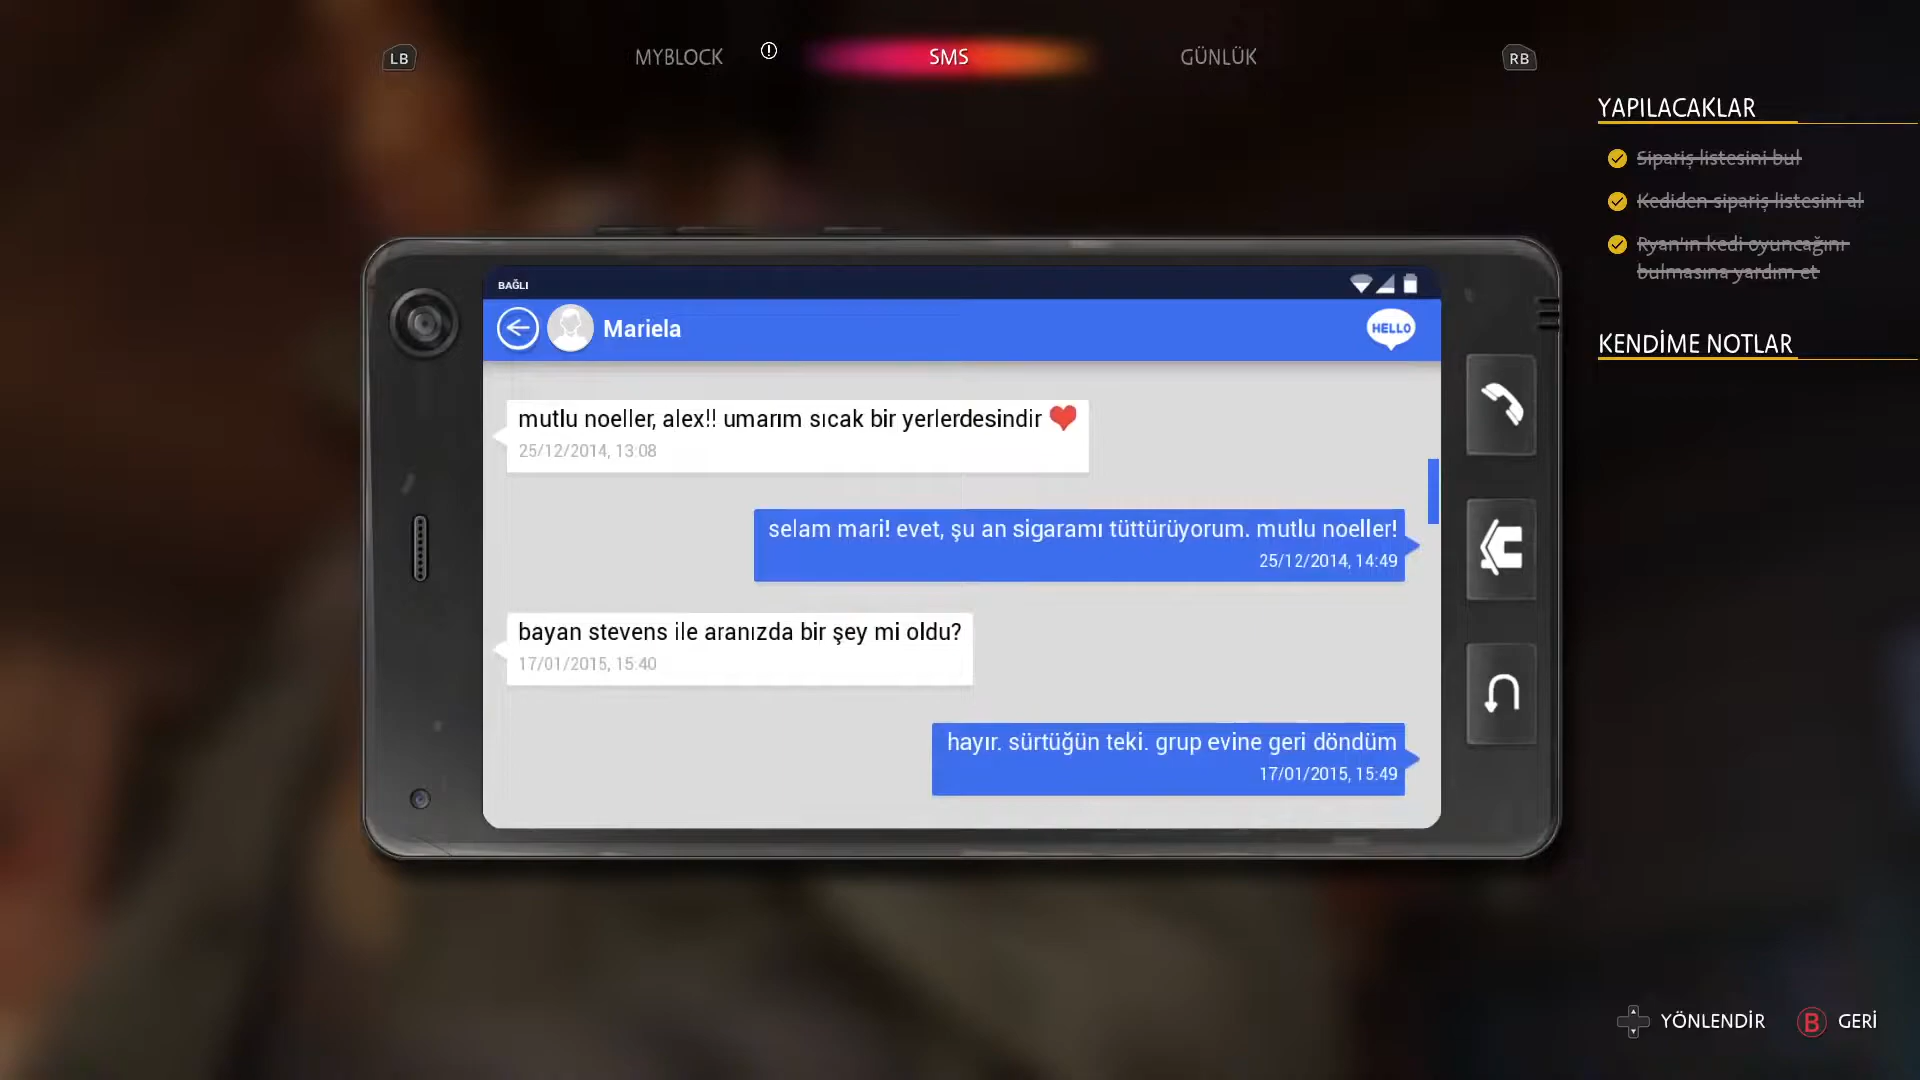 LB
MYBLOCK
SMS
GÜNLÜK
RB
YAPILACAKLAR
Sipariş listesini bul
Kediden sipariş listesini al
Ryan'ın kedi oyuncağını
bulmasına yardım et
KENDİME NOTLAR
BAĞLI
Mariela
HELLO
mutlu noeller, alex!! umarım sıcak bir yerlerdesindir ❤
25/12/2014, 13:08
selam mari! evet, şu an sigaramı tüttürüyorum. mutlu noeller!
25/12/2014, 14:49
bayan stevens ile aranızda bir şey mi oldu?
17/01/2015, 15:40
hayır. sürtüğün teki. grup evine geri döndüm
17/01/2015, 15:49
YÖNLENDİR
B GERİ